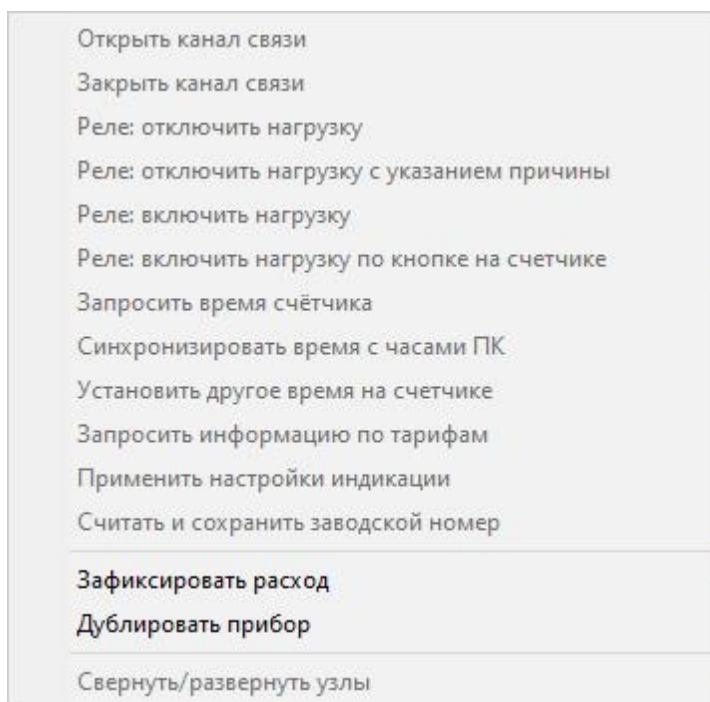 Открыть канал связи
Закрыть канал связи
Реле: отключить нагрузку
Реле: отключить нагрузку с указанием причины
Реле: включить нагрузку
Реле: включить нагрузку по кнопке на счетчике
Запросить время счётчика
Синхронизировать время с часами ПК
Установить другое время на счетчике
Запросить информацию по тарифам
Применить настройки индикации
Считать и сохранить заводской номер
Зафиксировать расход
Дублировать прибор
Свернуть/развернуть узлы